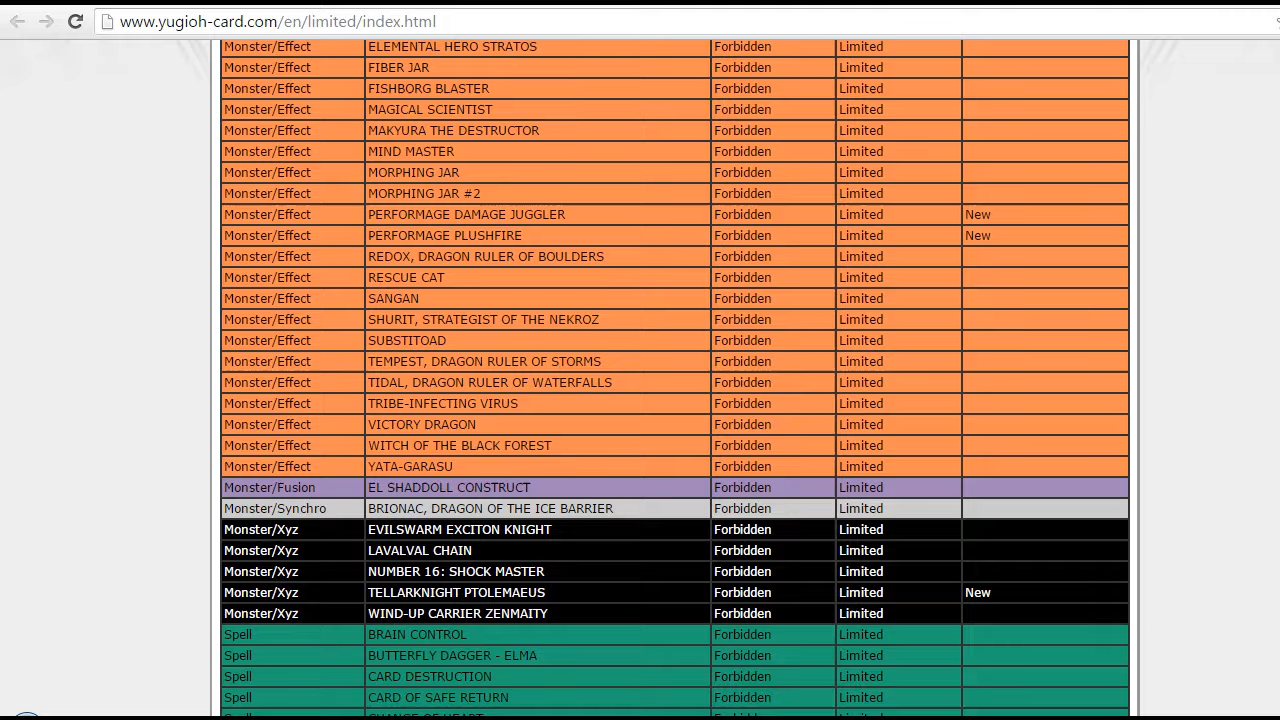 www.yugioh-card.com/en/limited/index.html
Monster/Effect ELEMENTAL HERO STRATOS Forbidden Limited
Monster/Effect FIBER JAR Forbidden Limited
Monster/Effect FISHBORG BLASTER Forbidden Limited
Monster/Effect MAGICAL SCIENTIST Forbidden Limited
Monster/Effect MAKYURA THE DESTRUCTOR Forbidden Limited
Monster/Effect MIND MASTER Forbidden Limited
Monster/Effect MORPHING JAR Forbidden Limited
Monster/Effect MORPHING JAR #2 Forbidden Limited
Monster/Effect PERFORMAGE DAMAGE JUGGLER Forbidden Limited New
Monster/Effect PERFORMAGE PLUSHFIRE Forbidden Limited New
Monster/Effect REDOX, DRAGON RULER OF BOULDERS Forbidden Limited
Monster/Effect RESCUE CAT Forbidden Limited
Monster/Effect SANGAN Forbidden Limited
Monster/Effect SHURIT, STRATEGIST OF THE NEKROZ Forbidden Limited
Monster/Effect SUBSTITOAD Forbidden Limited
Monster/Effect TEMPEST, DRAGON RULER OF STORMS Forbidden Limited
Monster/Effect TIDAL, DRAGON RULER OF WATERFALLS Forbidden Limited
Monster/Effect TRIBE-INFECTING VIRUS Forbidden Limited
Monster/Effect VICTORY DRAGON Forbidden Limited
Monster/Effect WITCH OF THE BLACK FOREST Forbidden Limited
Monster/Effect YATA-GARASU Forbidden Limited
Monster/Fusion EL SHADDOLL CONSTRUCT Forbidden Limited
Monster/Synchro BRIONAC, DRAGON OF THE ICE BARRIER Forbidden Limited
Monster/Xyz EVILSWARM EXCITON KNIGHT Forbidden Limited
Monster/Xyz LAVALVAL CHAIN Forbidden Limited
Monster/Xyz NUMBER 16: SHOCK MASTER Forbidden Limited
Monster/Xyz TELLARKNIGHT PTOLEMAEUS Forbidden Limited New
Monster/Xyz WIND-UP CARRIER ZENMAITY Forbidden Limited
Spell BRAIN CONTROL Forbidden Limited
Spell BUTTERFLY DAGGER - ELMA Forbidden Limited
Spell CARD DESTRUCTION Forbidden Limited
Spell CARD OF SAFE RETURN Forbidden Limited